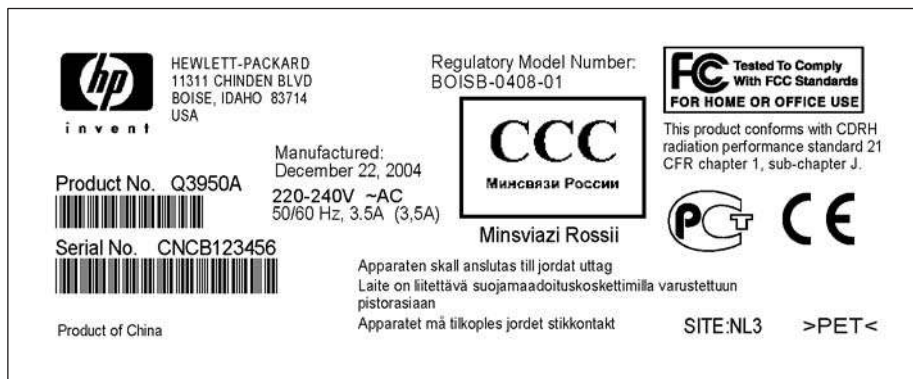 hp
invent
HEWLETT-PACKARD
11311 CHINDEN BLVD
BOISE, IDAHO 83714
USA
Product No. Q3950A
Serial No. CNCB123456
Product of China
Manufactured:
December 22, 2004
220-240V ~AC
50/60 Hz, 3.5A (3,5A)
Regulatory Model Number:
BOISB-0408-01
CCC
Минсвязи России
Minsviazi Rossii
FC Tested To Comply
With FCC Standards
FOR HOME OR OFFICE USE
This product conforms with CDRH
radiation performance standard 21
CFR chapter 1, sub-chapter J.
PCT CE
Apparaten skall anslutas till jordat uttag
Laite on liitettävä suojamaadoituskoskettimilla varustettuun
pistorasiaan
Apparatet må tilkoples jordet stikkontakt
SITE:NL3 >PET<